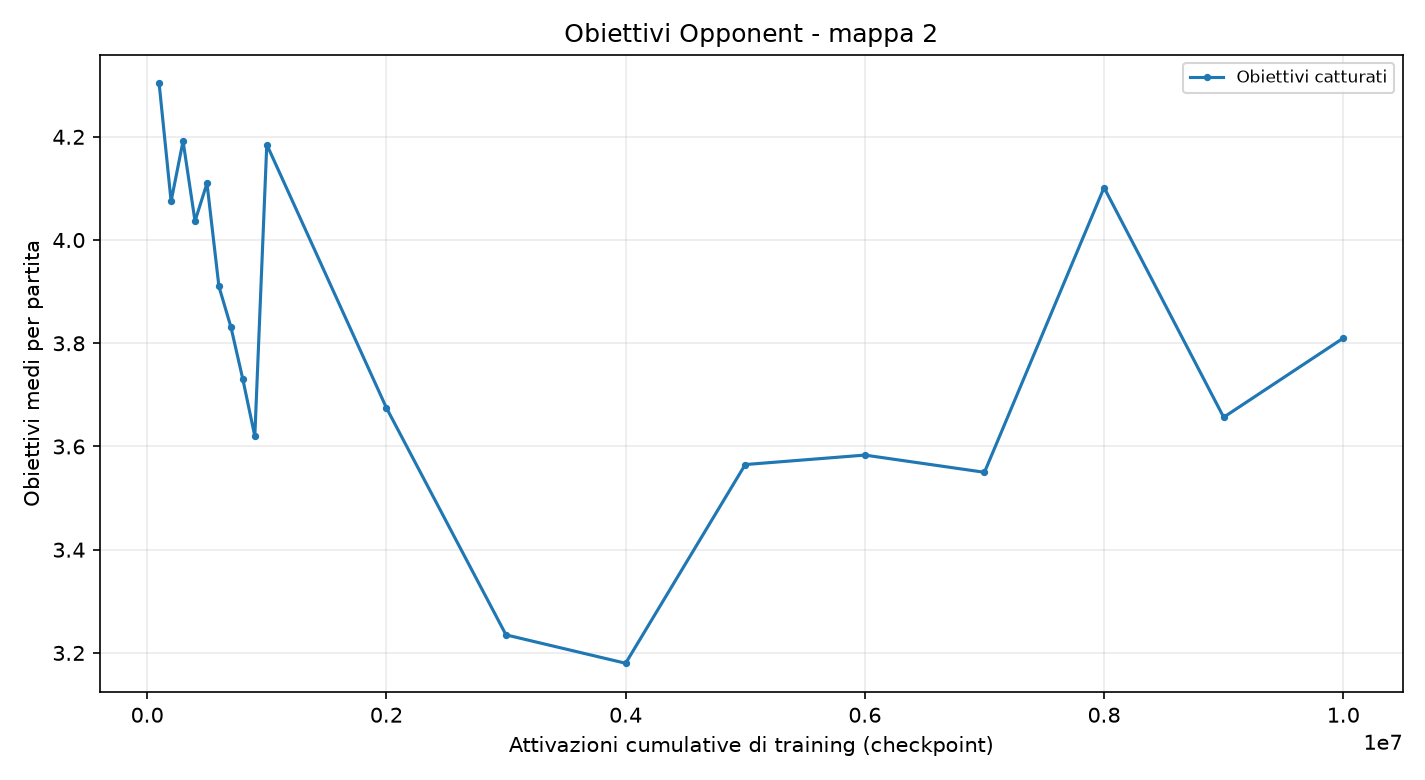 Obiettivi Opponent - mappa 2
Obiettivi catturati
Obiettivi medi per partita
4.2
4.0
3.8
3.6
3.4
3.2
0.0 0.2 0.4 0.6 0.8 1.0
1e7
Attivazioni cumulative di training (checkpoint)